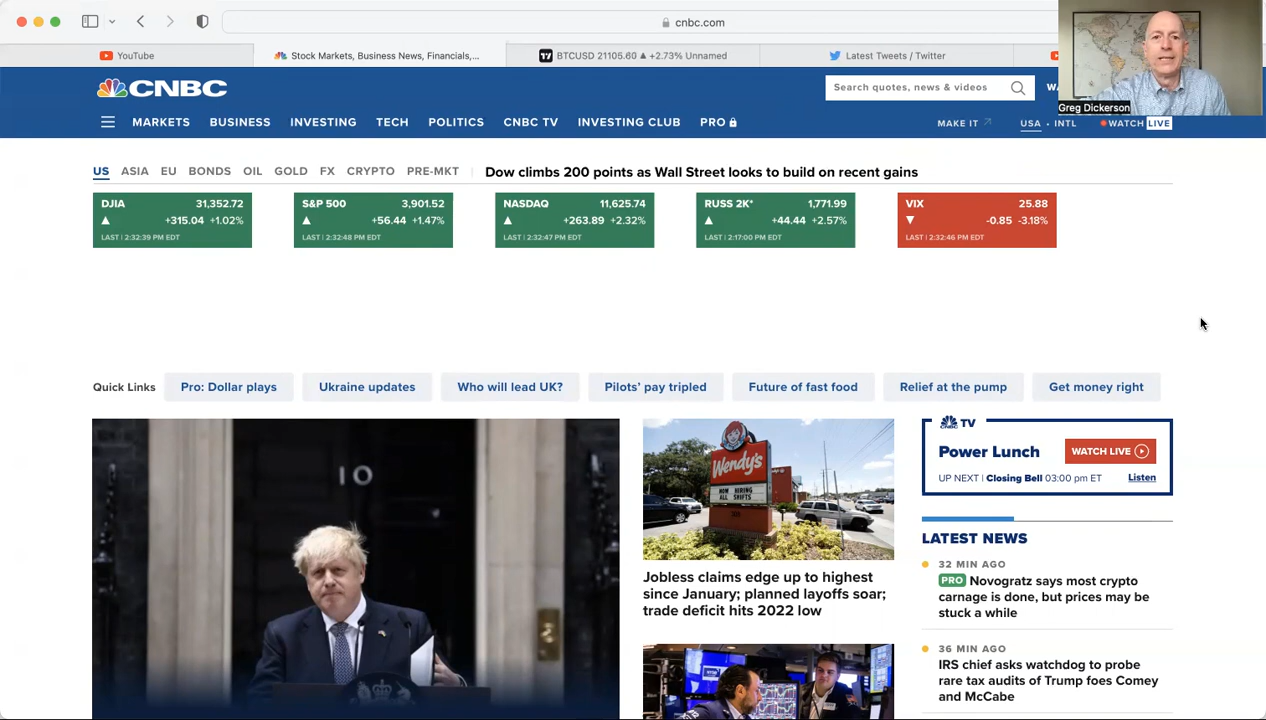 cnbc.com
YouTube
Stock Markets, Business News, Financials,...
BTCUSD 21105.60 ▲ +2.73% Unnamed
Latest Tweets / Twitter
Greg Dickerson
CNBC
Search quotes, news & videos
MARKETS BUSINESS INVESTING TECH POLITICS CNBC TV INVESTING CLUB PRO
MAKE IT USA • INTL WATCH LIVE
US ASIA EU BONDS OIL GOLD FX CRYPTO PRE-MKT
Dow climbs 200 points as Wall Street looks to build on recent gains
DJIA 31,352.72
▲ +315.04 +1.02%
LAST | 2:32:39 PM EDT
S&P 500 3,901.52
▲ +56.44 +1.47%
LAST | 2:32:48 PM EDT
NASDAQ 11,625.74
▲ +263.89 +2.32%
LAST | 2:32:47 PM EDT
RUSS 2K* 1,771.99
▲ +44.44 +2.57%
LAST | 2:17:00 PM EDT
VIX 25.88
▼ -0.85 -3.18%
LAST | 2:32:46 PM EDT
Quick Links Pro: Dollar plays Ukraine updates Who will lead UK? Pilots' pay tripled Future of fast food Relief at the pump Get money right
10
Wendy's
NOW HIRING
ALL SHIFTS
Jobless claims edge up to highest
since January; planned layoffs soar;
trade deficit hits 2022 low
CNBC TV
Power Lunch WATCH LIVE
UP NEXT | Closing Bell 03:00 pm ET Listen
LATEST NEWS
32 MIN AGO
PRO Novogratz says most crypto
carnage is done, but prices may be
stuck a while
36 MIN AGO
IRS chief asks watchdog to probe
rare tax audits of Trump foes Comey
and McCabe